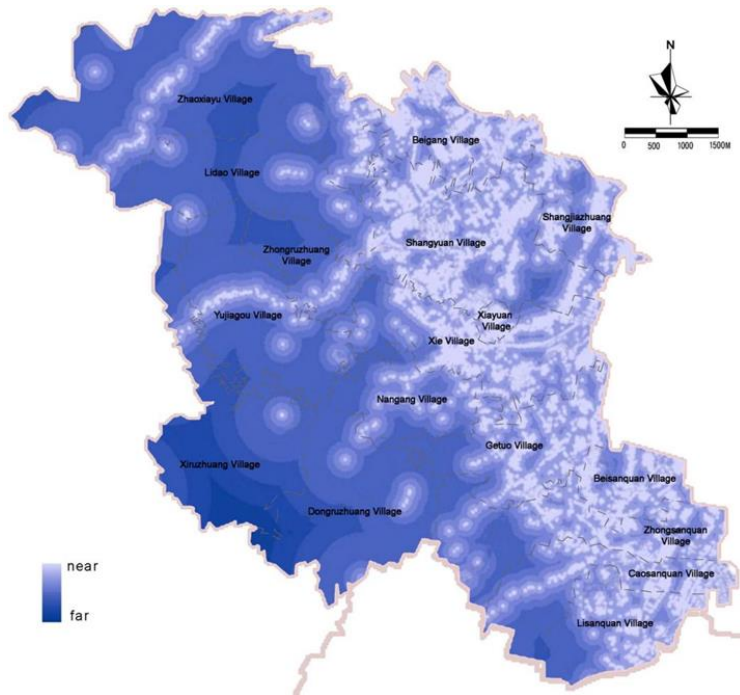 N
0 500 1000 1500M
Zhaoxiayu Village
Beigang Village
Lidao Village
Shangjiazhuang
Village
Shangyuan Village
Zhongruzhuang
Village
Yujiagou Village
Xiayuan
Village
Xie Village
Nangang Village
Getuo Village
Xiruzhuang Village
Beisanquan Village
Dongruzhuang Village
Zhongsanquan
Village
Caosanquan Village
Lisanquan Village
near
far